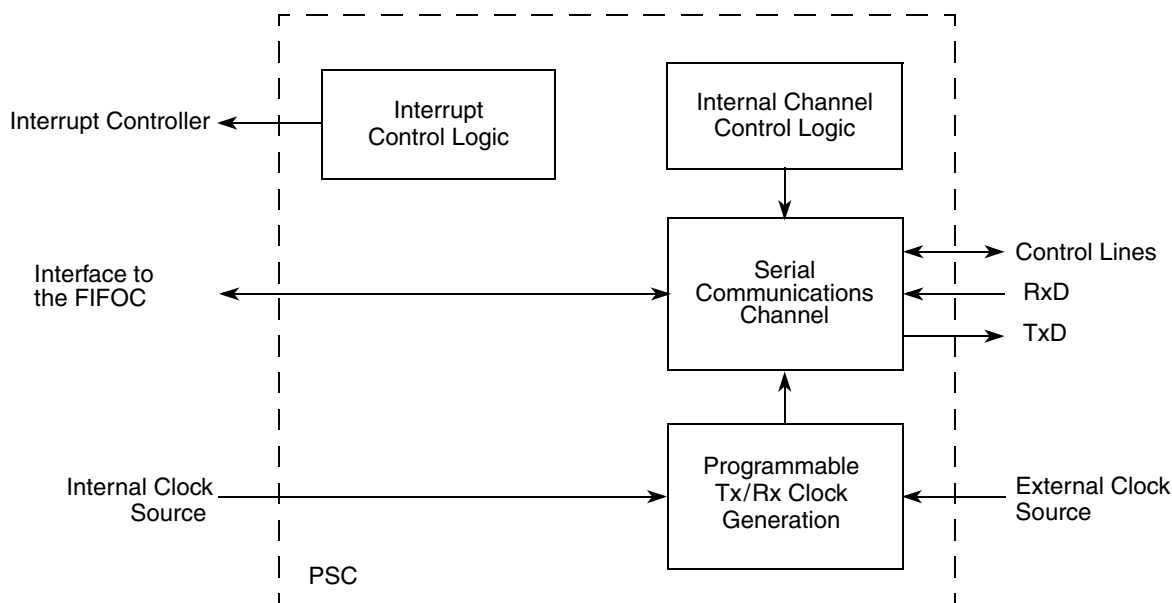 Interrupt Controller
Interrupt
Control Logic
Internal Channel
Control Logic
Interface to
the FIFOC
Serial
Communications
Channel
Control Lines
RxD
TxD
Internal Clock
Source
Programmable
Tx/Rx Clock
Generation
External Clock
Source
PSC